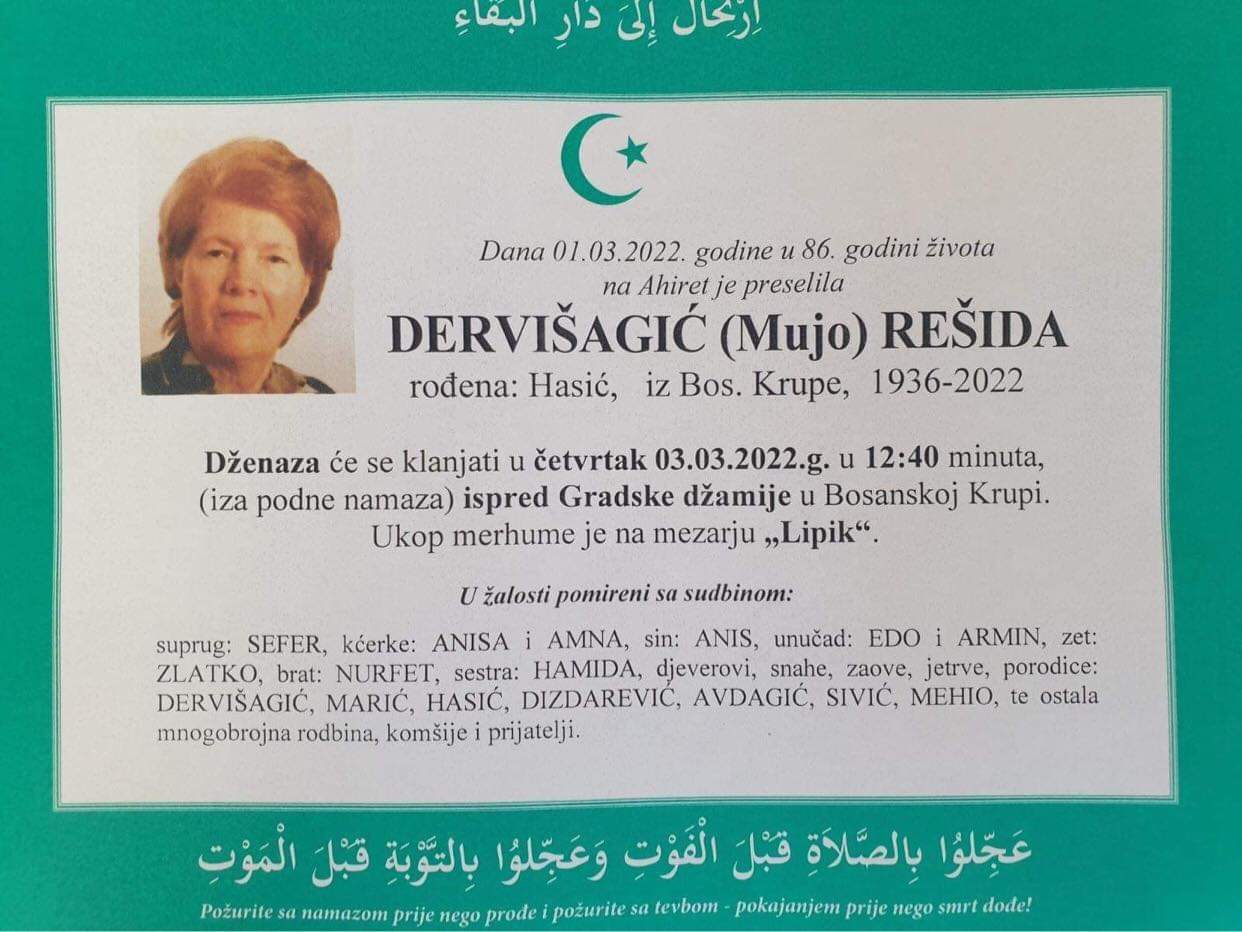 إِرْتِحَالٌ إِلَى دَارِ الْبَقَاءِ
Dana 01.03.2022. godine u 86. godini života
na Ahiret je preselila
DERVIŠAGIĆ (Mujo) REŠIDA
rođena: Hasić, iz Bos. Krupe, 1936-2022
Dženaza će se klanjati u četvrtak 03.03.2022.g. u 12:40 minuta,
(iza podne namaza) ispred Gradske džamije u Bosanskoj Krupi.
Ukop merhume je na mezarju „Lipik“.
U žalosti pomireni sa sudbinom:
suprug: SEFER, kćerke: ANISA i AMNA, sin: ANIS, unučad: EDO i ARMIN, zet:
ZLATKO, brat: NURFET, sestra: HAMIDA, djeverovi, snahe, zaove, jetrve, porodice:
DERVIŠAGIĆ, MARIĆ, HASIĆ, DIZDAREVIĆ, AVDAGIĆ, SIVIĆ, MEHIO, te ostala
mnogobrojna rodbina, komšije i prijatelji.
عَجِّلوُا بِالصَّلاَةِ قَبْلَ الْفَوْتِ وَعَجِّلوُا بِالتَّوْبَةِ قَبْلَ الْمَوْتِ
Požurite sa namazom prije nego prođe i požurite sa tevbom - pokajanjem prije nego smrt dođe!